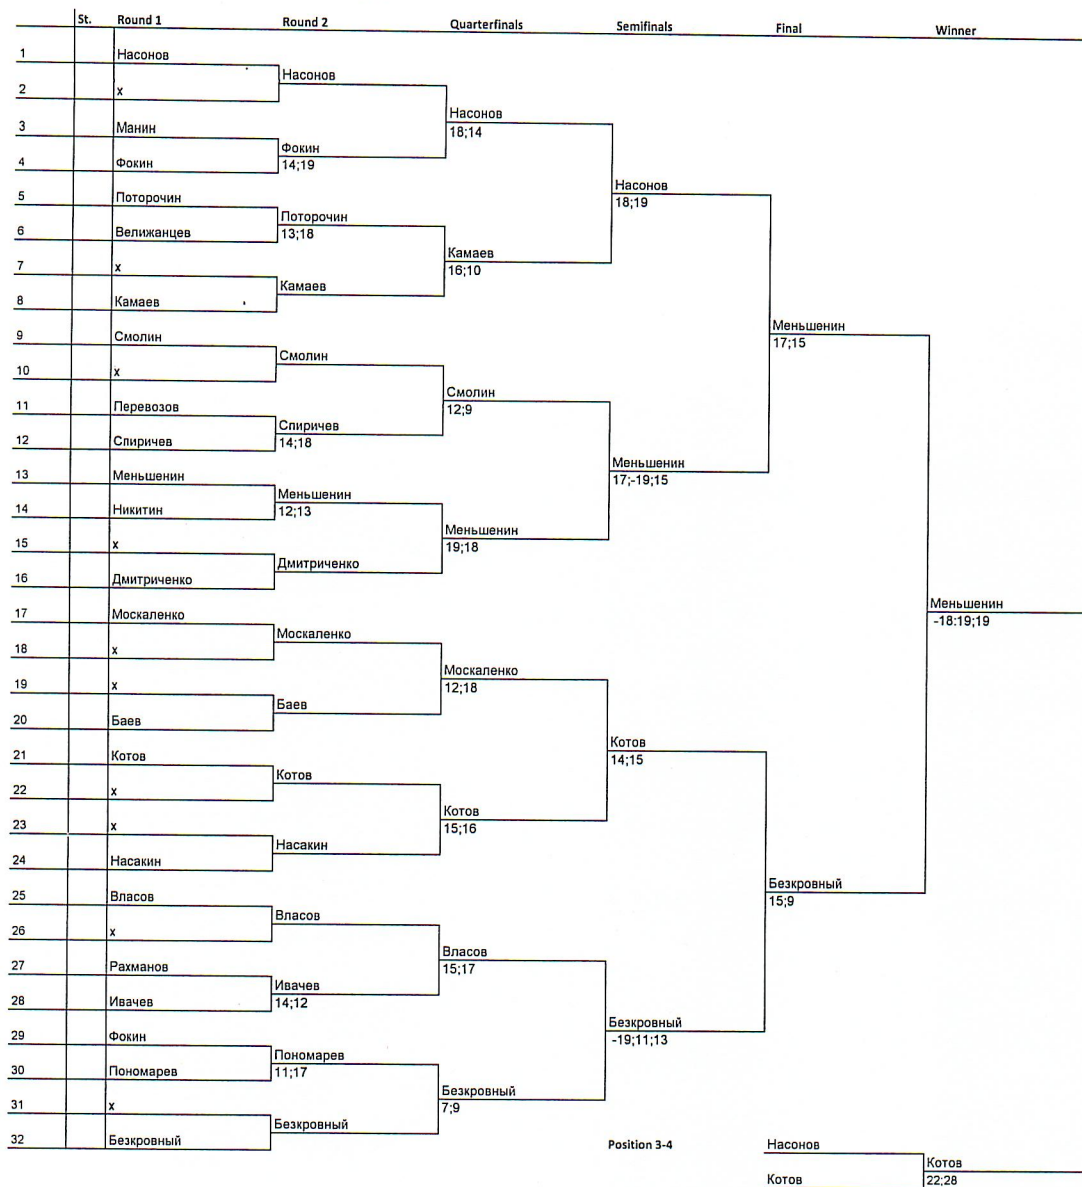 St. Round 1 Round 2 Quarterfinals Semifinals Final Winner
1 Насонов
Насонов
2 x
Насонов
18;14
3 Манин
Фокин
14;19
4 Фокин
Насонов
18;19
5 Поторочин
Поторочин
13;18
6 Велижанцев
Камаев
16;10
7 x
Камаев
8 Камаев
Меньшенин
17;15
9 Смолин
Смолин
10 x
Смолин
12;9
11 Перевозов
Спиричев
14;18
12 Спиричев
Меньшенин
17;-19;15
13 Меньшенин
Меньшенин
12;13
14 Никитин
Меньшенин
19;18
15 x
Дмитриченко
16 Дмитриченко
Меньшенин
-18:19;19
17 Москаленко
Москаленко
18 x
Москаленко
12;18
19 x
Баев
20 Баев
Котов
14;15
21 Котов
Котов
22 x
Котов
15;16
23 x
Насакин
24 Насакин
Безкровный
15;9
25 Власов
Власов
26 x
Власов
15;17
27 Рахманов
Ивачев
14;12
28 Ивачев
Безкровный
-19;11;13
29 Фокин
Пономарев
11;17
30 Пономарев
Безкровный
7;9
31 x
Безкровный
32 Безкровный
Position 3-4
Насонов
Котов
22;28
Котов